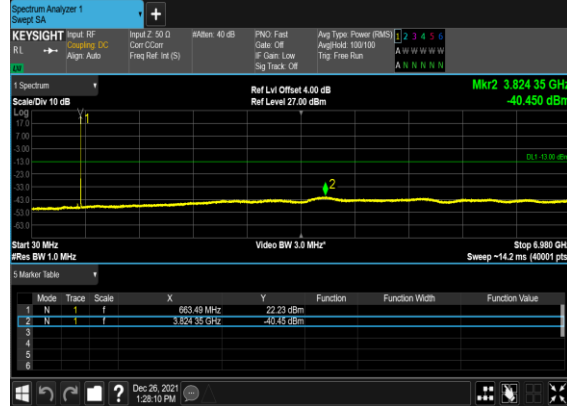 Spectrum Analyzer 1
Swept SA
+
KEYSIGHT Input: RF Input Z: 50 Ω #Atten: 40 dB PNO: Fast Avg Type: Power (RMS) 1 2 3 4 5 6
RL Coupling: DC Corr CCorr Gate: Off Avg|Hold: 100/100 A W W W W W
Align: Auto Freq Ref: Int (S) IF Gain: Low Trig: Free Run A N N N N N
Sig Track: Off
1 Spectrum Ref Lvl Offset 4.00 dB Mkr2 3.824 35 GHz
Scale/Div 10 dB Ref Level 27.00 dBm -40.450 dBm
Log
17.0
7.00
-3.00
-13.0
-23.0
-33.0
-43.0
-53.0
-63.0
1
DL1 -13.00 dBm
2
Start 30 MHz Video BW 3.0 MHz* Stop 6.980 GHz
#Res BW 1.0 MHz Sweep ~14.2 ms (40001 pts)
5 Marker Table
Mode Trace Scale X Y Function Function Width Function Value
1 N 1 f 663.49 MHz 22.23 dBm
2 N 1 f 3.824 35 GHz -40.45 dBm
3
4
5
6
? Dec 26, 2021
1:28:10 PM